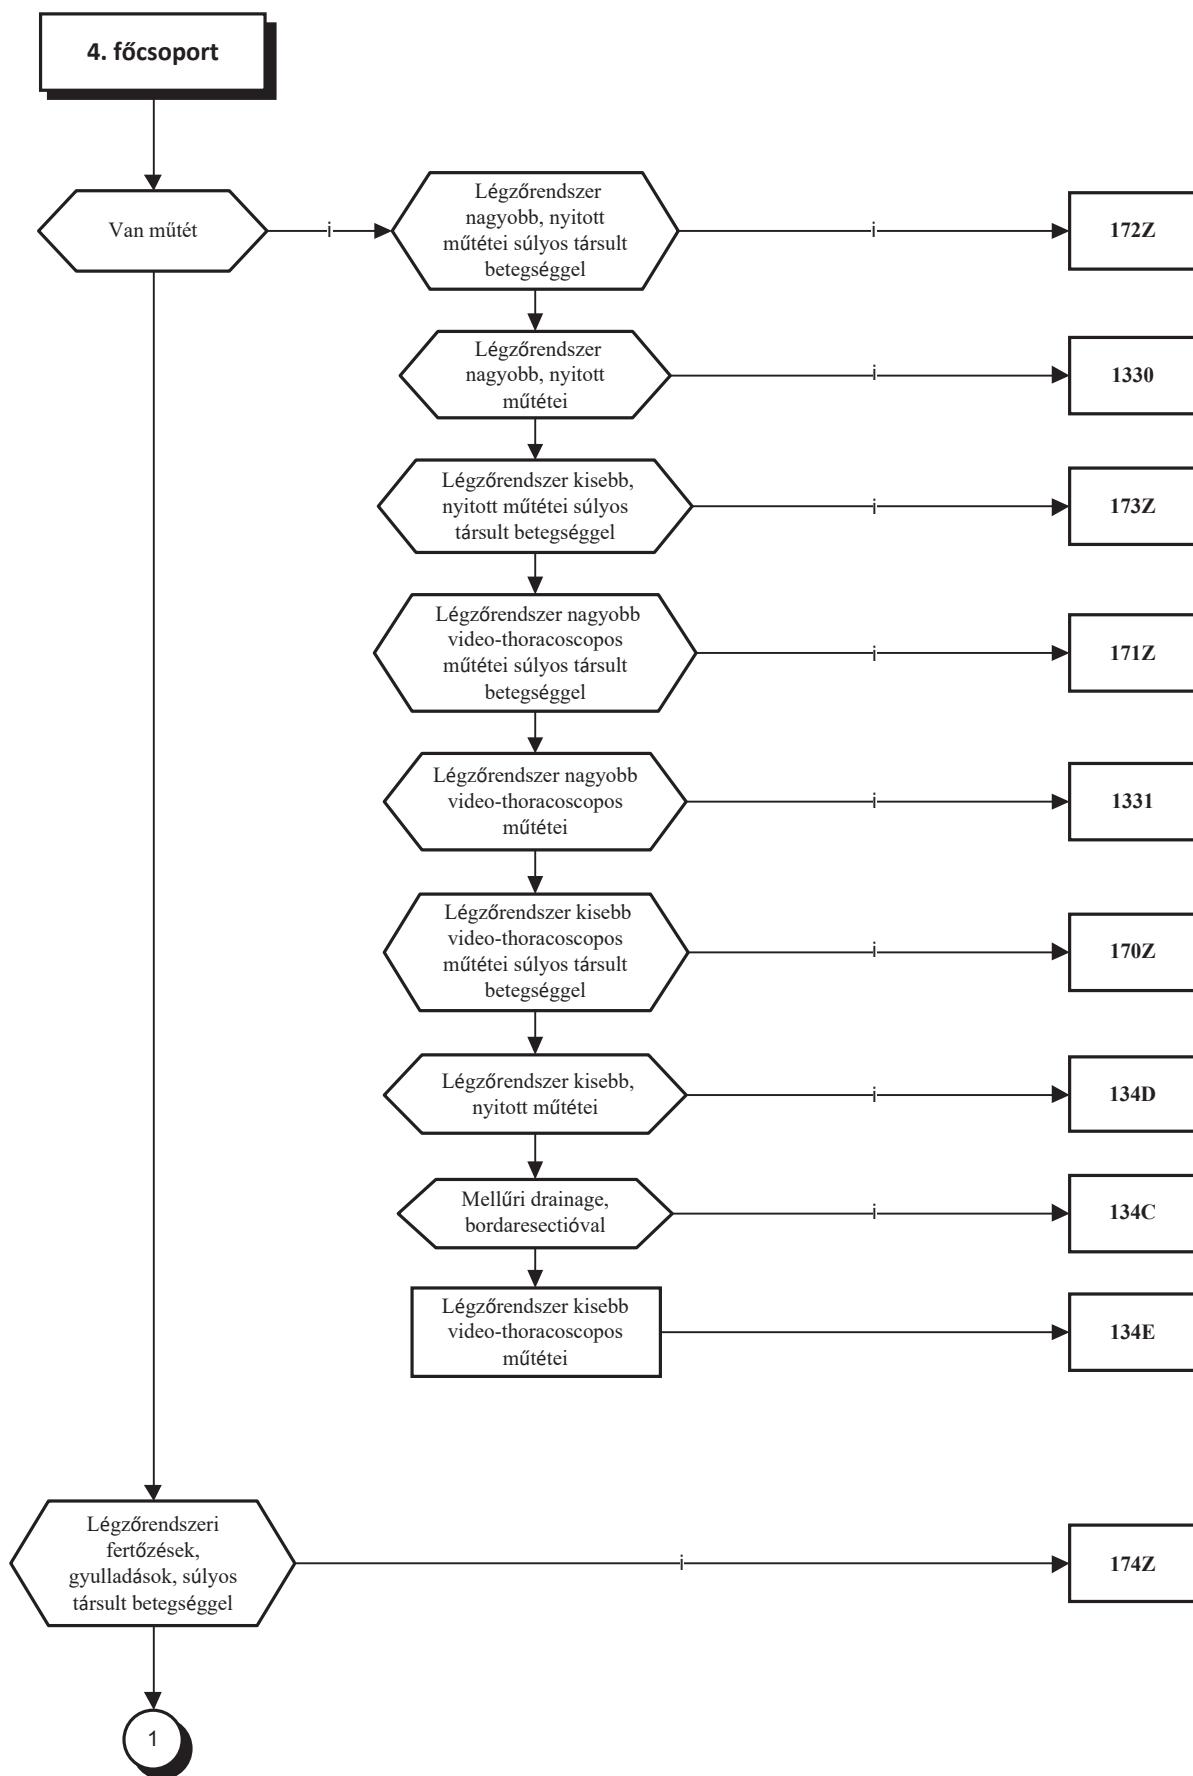 4. főcsoport
Van műtét
i
Légzőrendszer
nagyobb, nyitott
műtétei súlyos társult
betegséggel
i
172Z
Légzőrendszer
nagyobb, nyitott
műtétei
i
1330
Légzőrendszer kisebb,
nyitott műtétei súlyos
társult betegséggel
i
173Z
Légzőrendszer nagyobb
video-thoracoscopos
műtétei súlyos társult
betegséggel
i
171Z
Légzőrendszer nagyobb
video-thoracoscopos
műtétei
i
1331
Légzőrendszer kisebb
video-thoracoscopos
műtétei súlyos társult
betegséggel
i
170Z
Légzőrendszer kisebb,
nyitott műtétei
i
134D
Mellűri drainage,
bordaresectióval
i
134C
Légzőrendszer kisebb
video-thoracoscopos
műtétei
134E
Légzőrendszeri
fertőzések,
gyulladások, súlyos
társult betegséggel
i
174Z
1